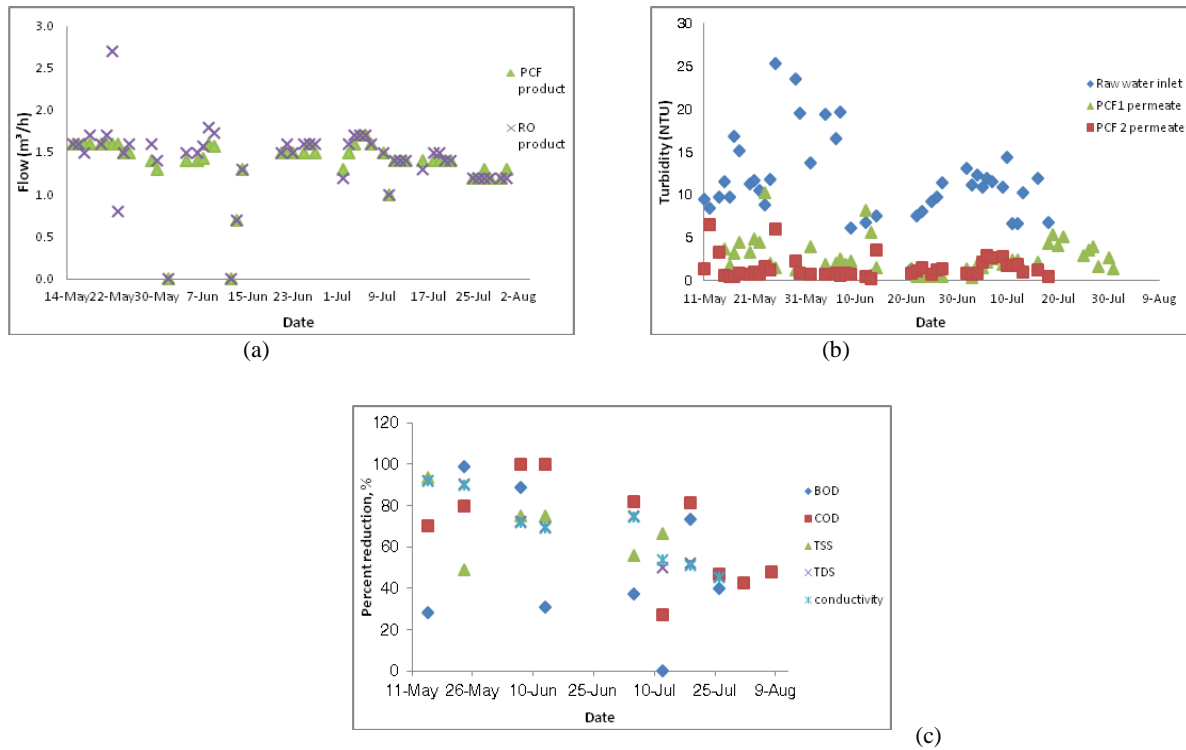 3.0
2.5
2.0
1.5
1.0
0.5
0.0
Flow (m³/h)
14-May 22-May 30-May 7-Jun 15-Jun 23-Jun 1-Jul 9-Jul 17-Jul 25-Jul 2-Aug
Date
PCF
product
RO
product
(a)
30
25
20
15
10
5
0
Turbidity (NTU)
11-May 21-May 31-May 10-Jun 20-Jun 30-Jun 10-Jul 20-Jul 30-Jul 9-Aug
Date
Raw water inlet
PCF1 permeate
PCF 2 permeate
(b)
120
100
80
60
40
20
0
Percent reduction, %
11-May 26-May 10-Jun 25-Jun 10-Jul 25-Jul 9-Aug
Date
BOD
COD
TSS
TDS
conductivity
(c)